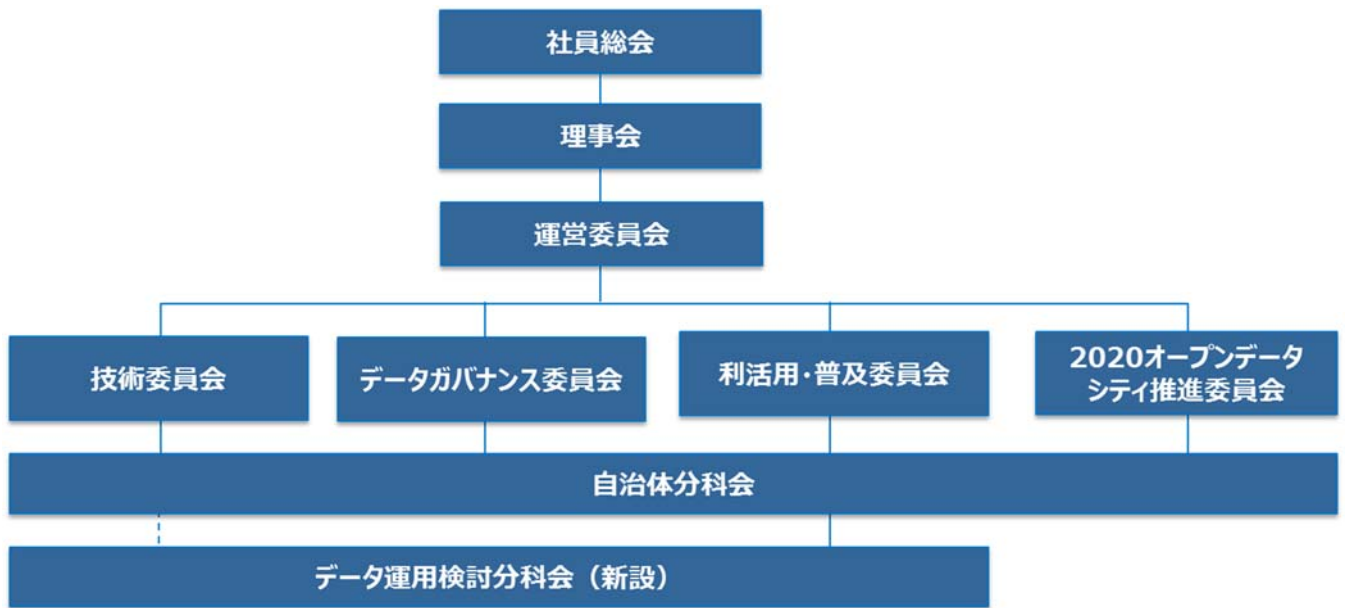 社員総会
理事会
運営委員会
技術委員会
データガバナンス委員会
利活用・普及委員会
2020オープンデータ
シティ推進委員会
自治体分科会
データ運用検討分科会（新設）